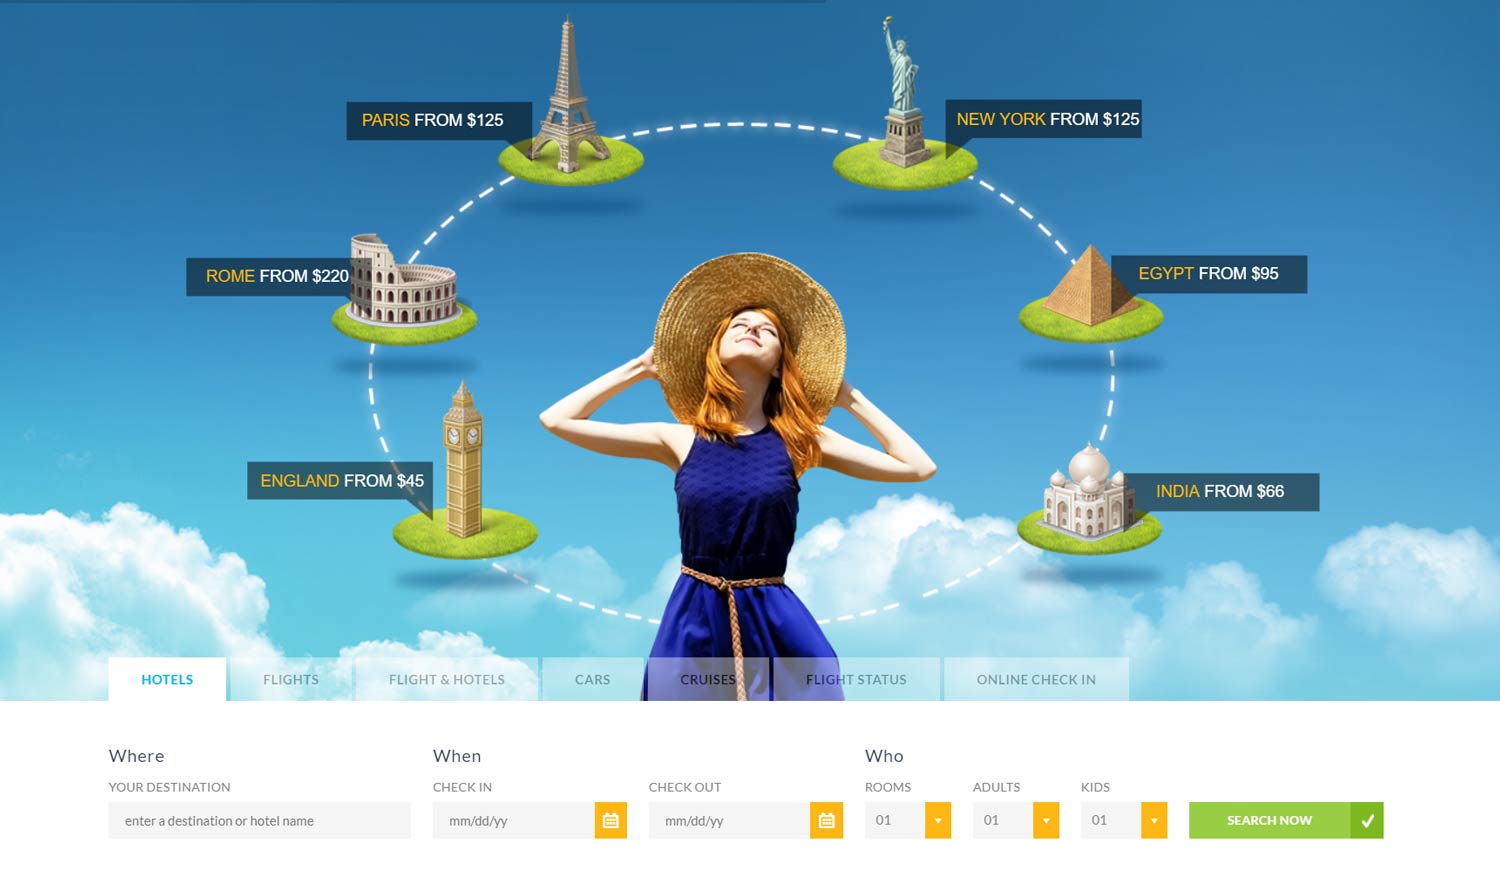 PARIS FROM $125
NEW YORK FROM $125
ROME FROM $220
EGYPT FROM $95
ENGLAND FROM $45
INDIA FROM $66
HOTELS
FLIGHTS
FLIGHT & HOTELS
CARS
CRUISES
FLIGHT STATUS
ONLINE CHECK IN
Where
When
Who
YOUR DESTINATION
CHECK IN
CHECK OUT
ROOMS
ADULTS
KIDS
enter a destination or hotel name
mm/dd/yy
mm/dd/yy
01
01
01
SEARCH NOW